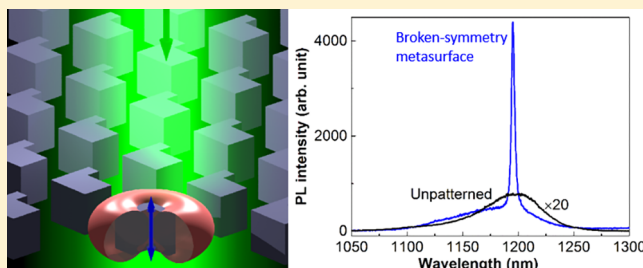 4000
2000
0
PL intensity (arb. unit)
Broken-symmetry
metasurface
Unpatterned
×20
1050 1100 1150 1200 1250 1300
Wavelength (nm)